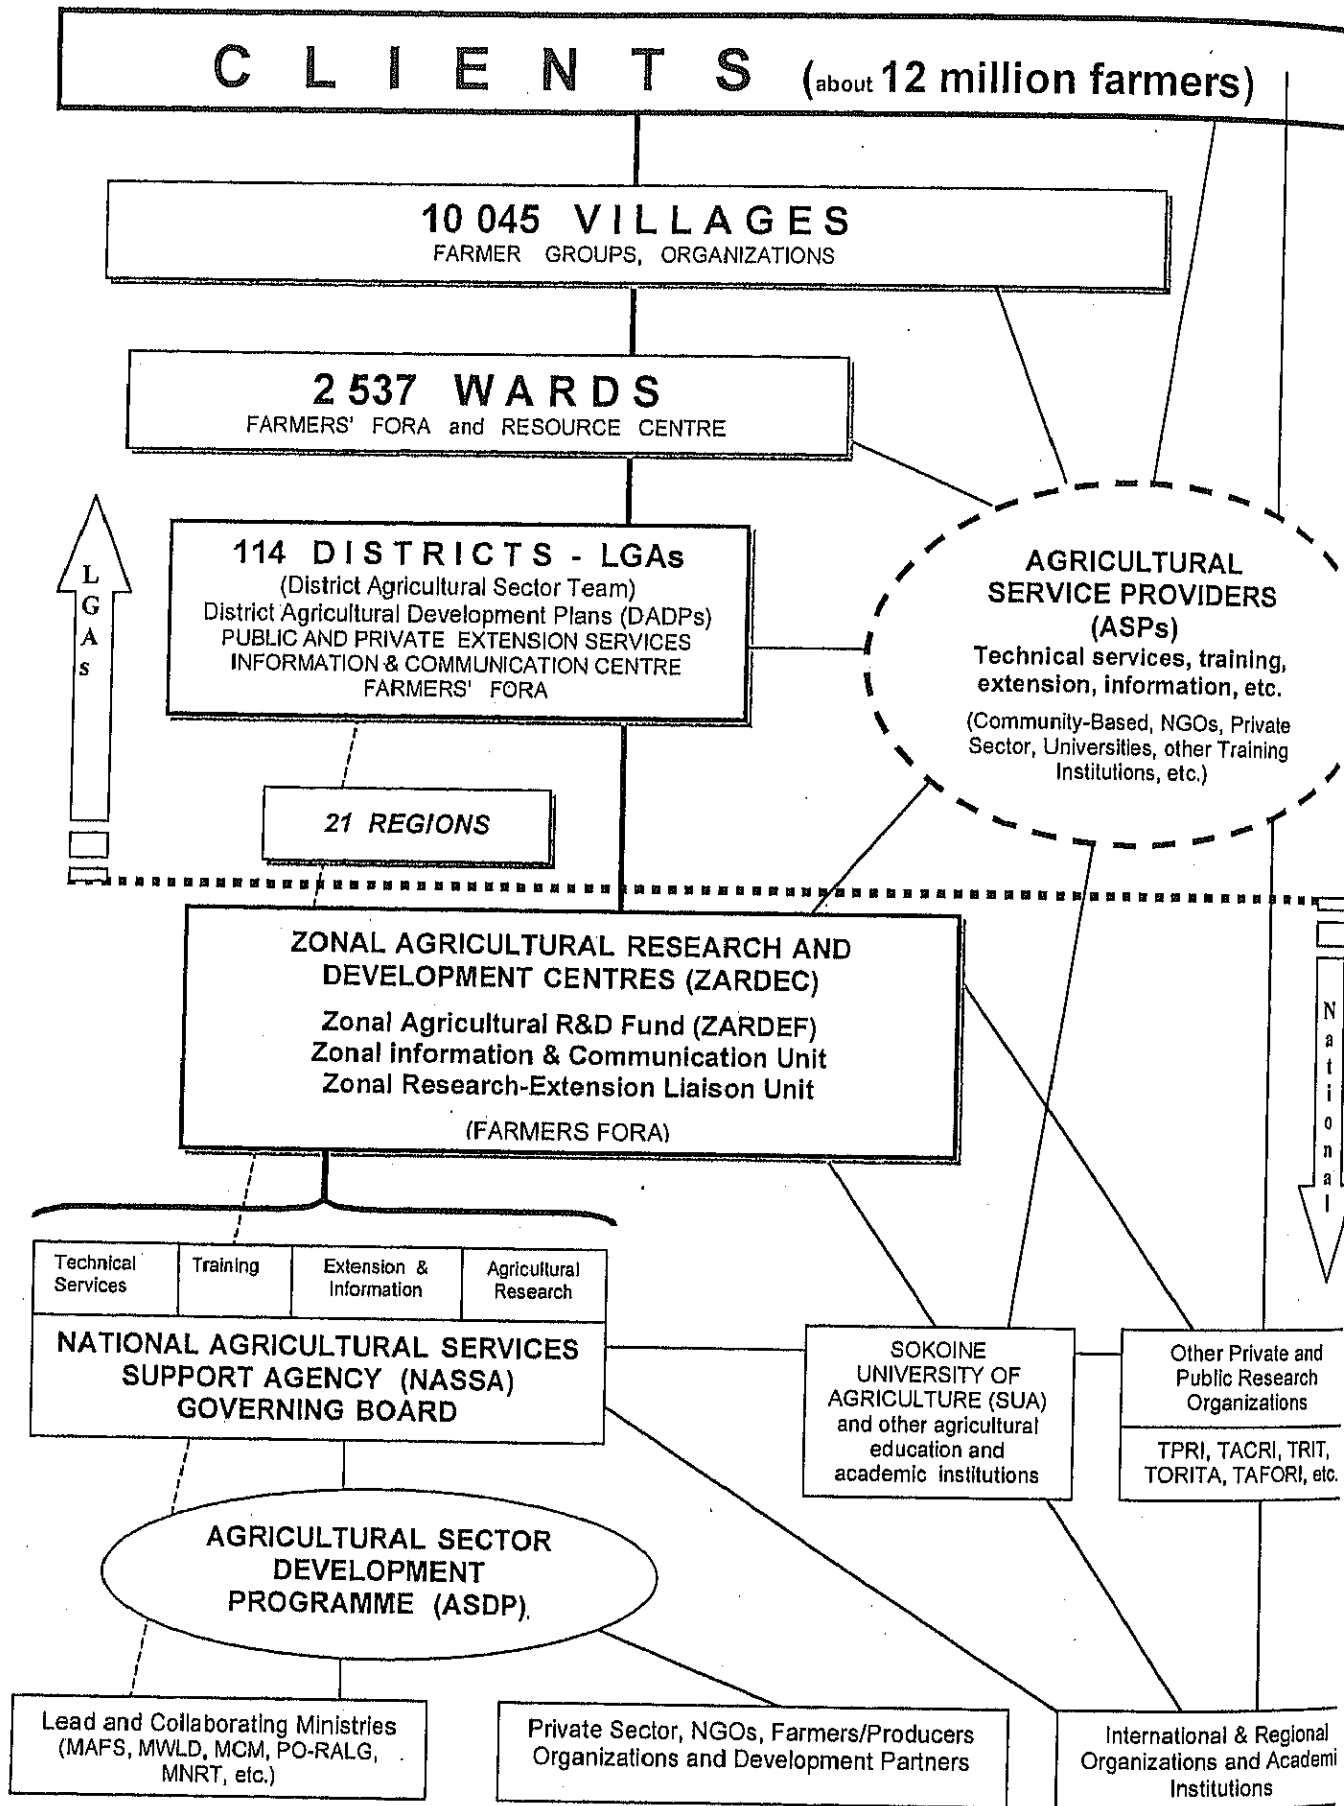 C L I E N T S (about 12 million farmers)
10 045 VILLAGES
FARMER GROUPS, ORGANIZATIONS
2 537 WARDS
FARMERS' FORA and RESOURCE CENTRE
LGAs
114 DISTRICTS - LGAs
(District Agricultural Sector Team)
District Agricultural Development Plans (DADPs)
PUBLIC AND PRIVATE EXTENSION SERVICES
INFORMATION & COMMUNICATION CENTRE
FARMERS' FORA
AGRICULTURAL
SERVICE PROVIDERS
(ASPs)
Technical services, training,
extension, information, etc.
(Community-Based, NGOs, Private
Sector, Universities, other Training
Institutions, etc.)
21 REGIONS
National
ZONAL AGRICULTURAL RESEARCH AND
DEVELOPMENT CENTRES (ZARDEC)
Zonal Agricultural R&D Fund (ZARDEF)
Zonal information & Communication Unit
Zonal Research-Extension Liaison Unit
(FARMERS FORA)
Technical
Services
Training
Extension &
Information
Agricultural
Research
NATIONAL AGRICULTURAL SERVICES
SUPPORT AGENCY (NASSA)
GOVERNING BOARD
SOKOINE
UNIVERSITY OF
AGRICULTURE (SUA)
and other agricultural
education and
academic institutions
Other Private and
Public Research
Organizations
TPRI, TACRI, TRIT,
TORITA, TAFORI, etc.
AGRICULTURAL SECTOR
DEVELOPMENT
PROGRAMME (ASDP)
Lead and Collaborating Ministries
(MAFS, MWLD, MCM, PO-RALG,
MNRT, etc.)
Private Sector, NGOs, Farmers/Producers
Organizations and Development Partners
International & Regional
Organizations and Academi
Institutions